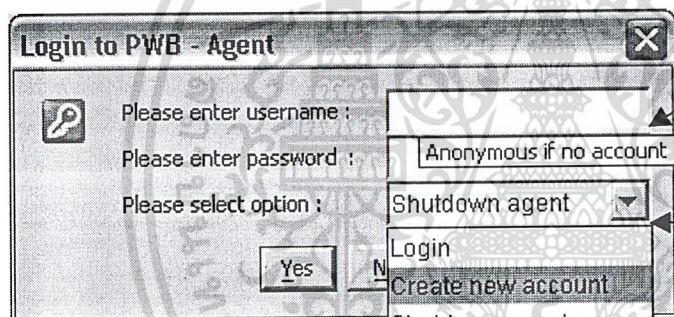 Login to PWB - Agent
Please enter username :
Please enter password :
Anonymous if no account
Please select option :
Shutdown agent
Login
Yes
Create new account